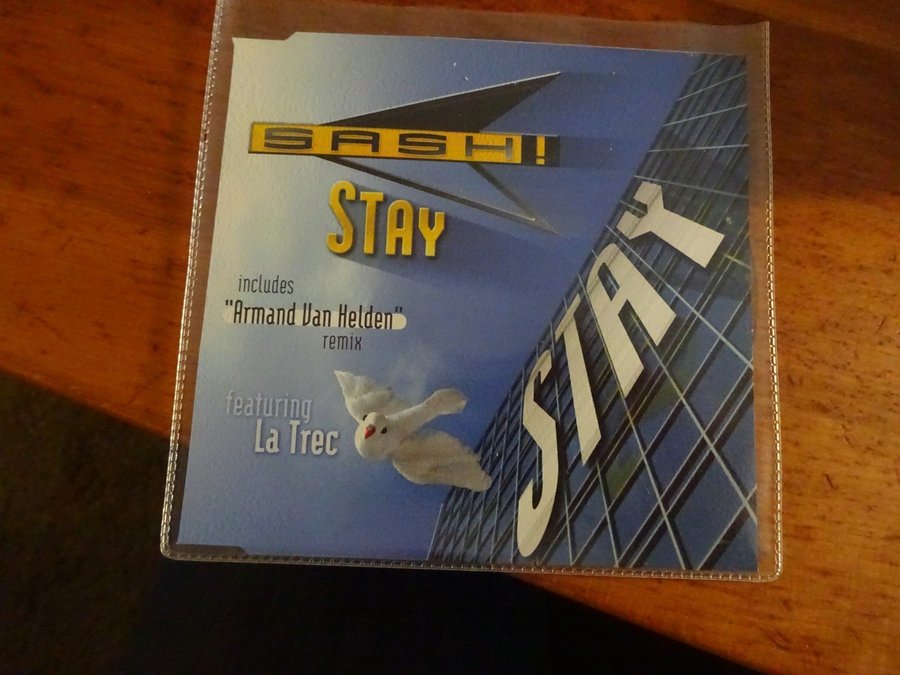 SASH!
STAY
includes
"Armand Van Helden"
remix
featuring
La Trec
STAY